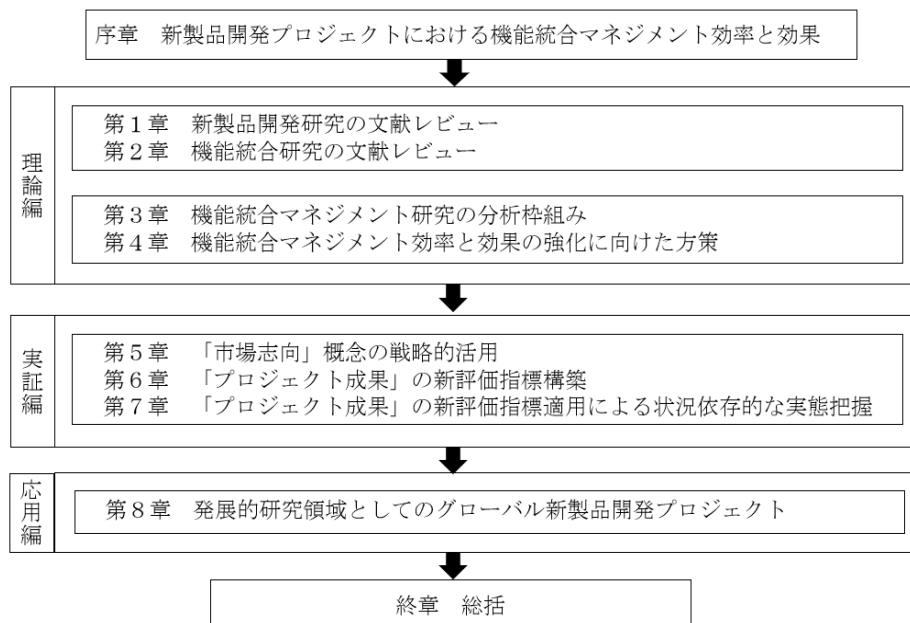 序章　新製品開発プロジェクトにおける機能統合マネジメント効率と効果
理論編
第１章　新製品開発研究の文献レビュー
第２章　機能統合研究の文献レビュー
第３章　機能統合マネジメント研究の分析枠組み
第４章　機能統合マネジメント効率と効果の強化に向けた方策
実証編
第５章　「市場志向」概念の戦略的活用
第６章　「プロジェクト成果」の新評価指標構築
第７章　「プロジェクト成果」の新評価指標適用による状況依存的な実態把握
応用編
第８章　発展的研究領域としてのグローバル新製品開発プロジェクト
終章　総括